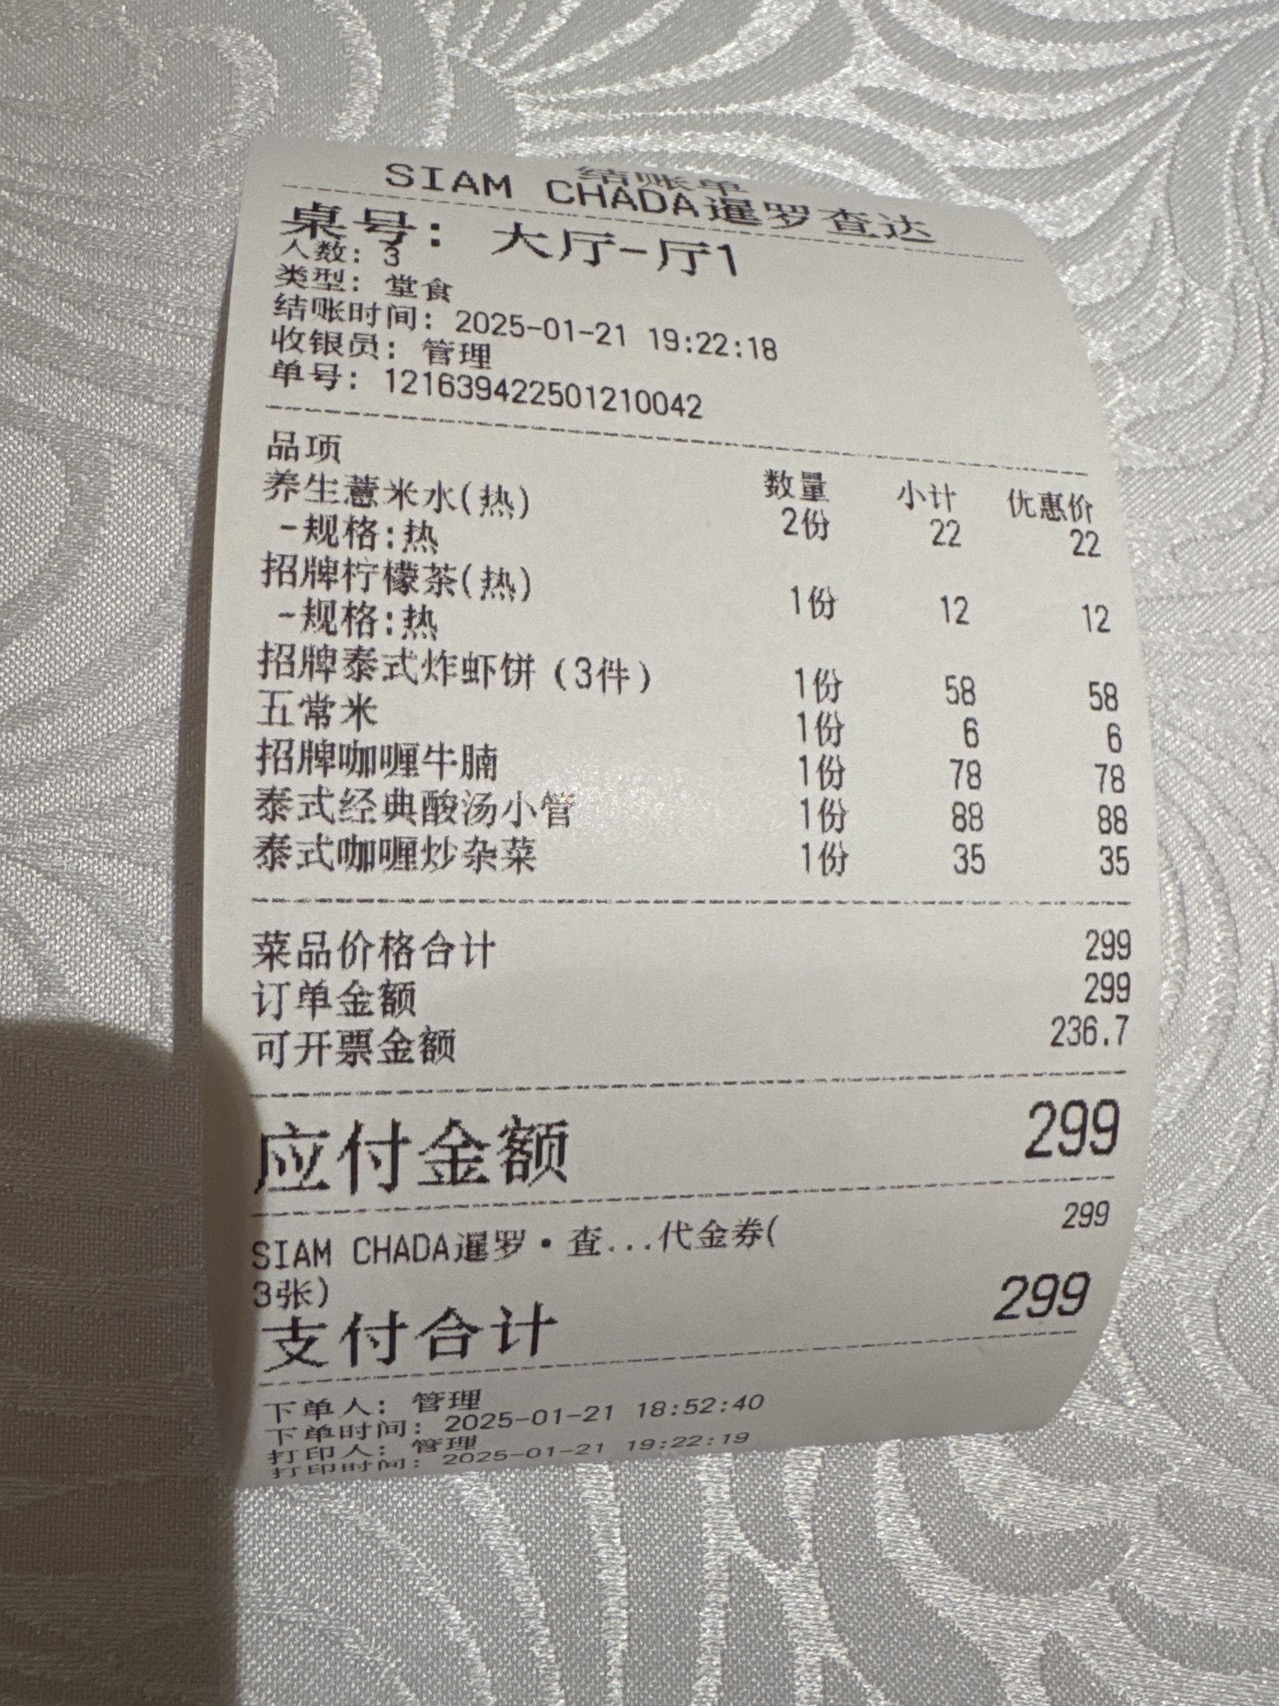 结账单
SIAM CHADA暹罗查达
桌号: 大厅-厅1
人数: 3
类型: 堂食
结账时间: 2025-01-21 19:22:18
收银员: 管理
单号: 121639422501210042
品项 数量 小计 优惠价
养生薏米水(热) 2份 22 22
-规格:热
招牌柠檬茶(热) 1份 12 12
-规格:热
招牌泰式炸虾饼（3件） 1份 58 58
五常米 1份 6 6
招牌咖喱牛腩 1份 78 78
泰式经典酸汤小管 1份 88 88
泰式咖喱炒杂菜 1份 35 35
菜品价格合计 299
订单金额 299
可开票金额 236.7
应付金额 299
SIAM CHADA暹罗·查...代金券( 299
3张)
支付合计 299
下单人: 管理
下单时间: 2025-01-21 18:52:40
打印人: 管理
打印时间: 2025-01-21 19:22:19